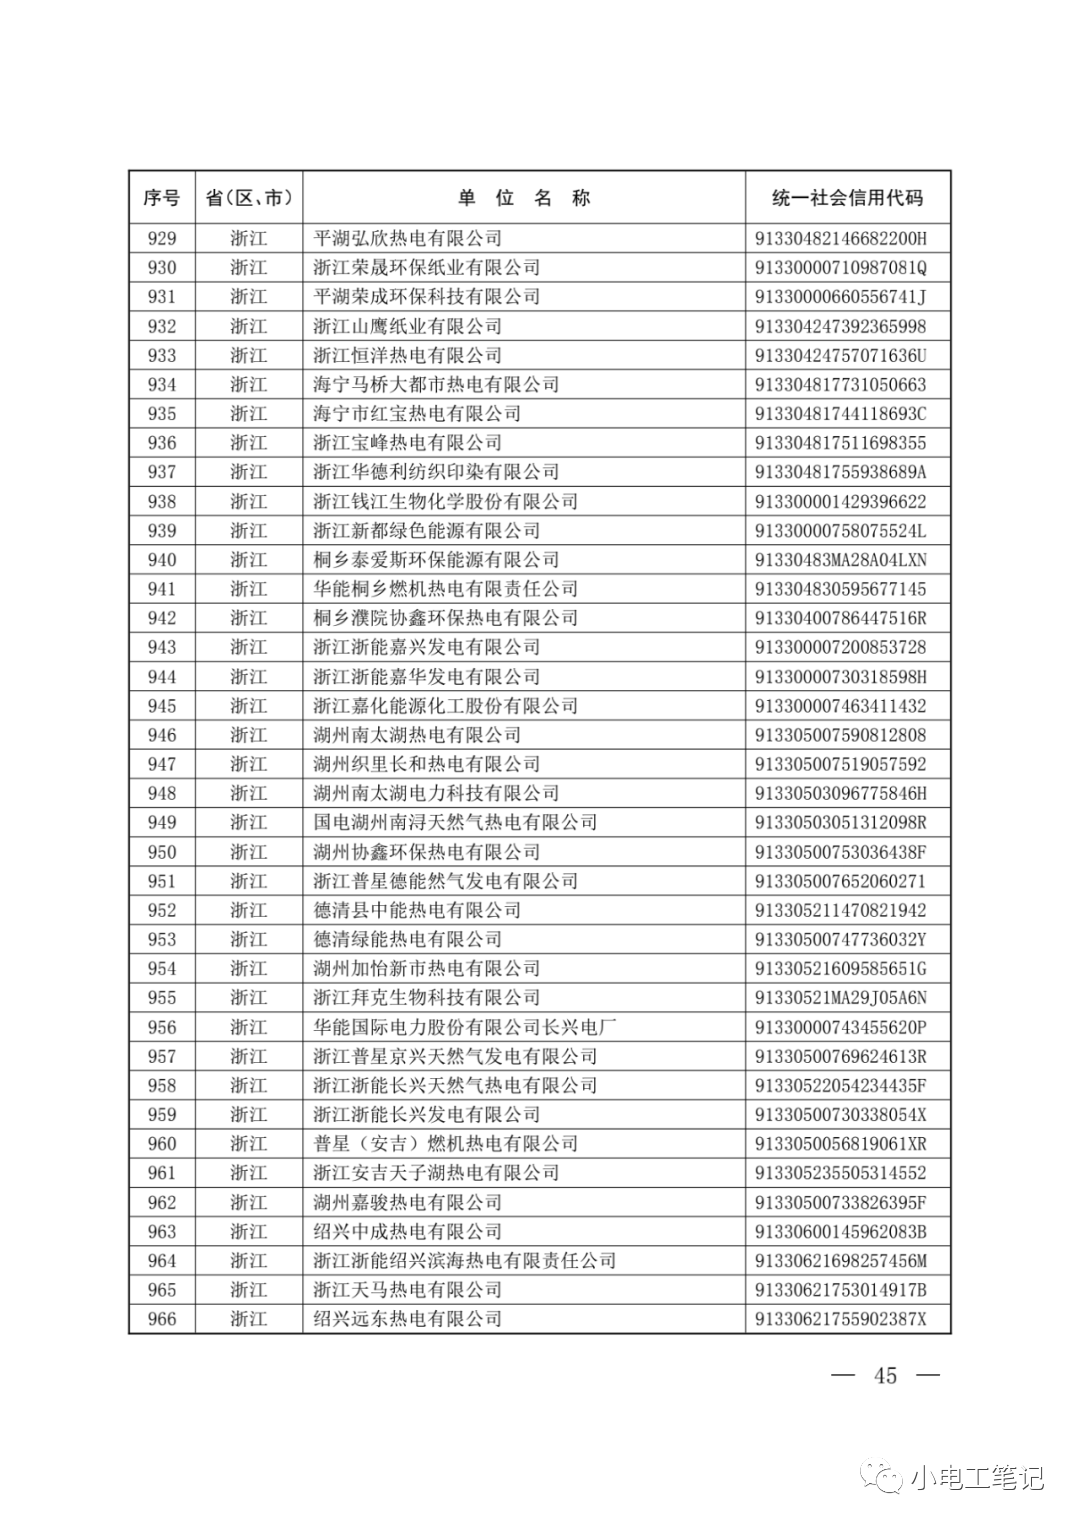 序号 省(区、市) 单 位 名 称 统一社会信用代码
929 浙江 平湖弘欣热电有限公司 91330482146682200H
930 浙江 浙江荣晟环保纸业有限公司 91330000710987081Q
931 浙江 平湖荣成环保科技有限公司 91330000660556741J
932 浙江 浙江山鹰纸业有限公司 913304247392365998
933 浙江 浙江恒洋热电有限公司 91330424757071636U
934 浙江 海宁马桥大都市热电有限公司 913304817731050663
935 浙江 海宁市红宝热电有限公司 91330481744118693C
936 浙江 浙江宝峰热电有限公司 913304817511698355
937 浙江 浙江华德利纺织印染有限公司 91330481755938689A
938 浙江 浙江钱江生物化学股份有限公司 913300001429396622
939 浙江 浙江新都绿色能源有限公司 91330000758075524L
940 浙江 桐乡泰爱斯环保能源有限公司 91330483MA28A04LXN
941 浙江 华能桐乡燃机热电有限责任公司 913304830595677145
942 浙江 桐乡濮院协鑫环保热电有限公司 91330400786447516R
943 浙江 浙江浙能嘉兴发电有限公司 913300007200853728
944 浙江 浙江浙能嘉华发电有限公司 91330000730318598H
945 浙江 浙江嘉化能源化工股份有限公司 913300007463411432
946 浙江 湖州南太湖热电有限公司 913305007590812808
947 浙江 湖州织里长和热电有限公司 913305007519057592
948 浙江 湖州南太湖电力科技有限公司 91330503096775846H
949 浙江 国电湖州南浔天然气热电有限公司 91330503051312098R
950 浙江 湖州协鑫环保热电有限公司 91330500753036438F
951 浙江 浙江普星德能然气发电有限公司 913305007652060271
952 浙江 德清县中能热电有限公司 913305211470821942
953 浙江 德清绿能热电有限公司 91330500747736032Y
954 浙江 湖州加怡新市热电有限公司 91330521609585651G
955 浙江 浙江拜克生物科技有限公司 91330521MA29J05A6N
956 浙江 华能国际电力股份有限公司长兴电厂 91330000743455620P
957 浙江 浙江普星京兴天然气发电有限公司 91330500769624613R
958 浙江 浙江浙能长兴天然气热电有限公司 91330522054234435F
959 浙江 浙江浙能长兴发电有限公司 91330500730338054X
960 浙江 普星（安吉）燃机热电有限公司 9133050056819061XR
961 浙江 浙江安吉天子湖热电有限公司 913305235505314552
962 浙江 湖州嘉骏热电有限公司 91330500733826395F
963 浙江 绍兴中成热电有限公司 91330600145962083B
964 浙江 浙江浙能绍兴滨海热电有限责任公司 91330621698257456M
965 浙江 浙江天马热电有限公司 91330621753014917B
966 浙江 绍兴远东热电有限公司 91330621755902387X
— 45 —
小电工笔记